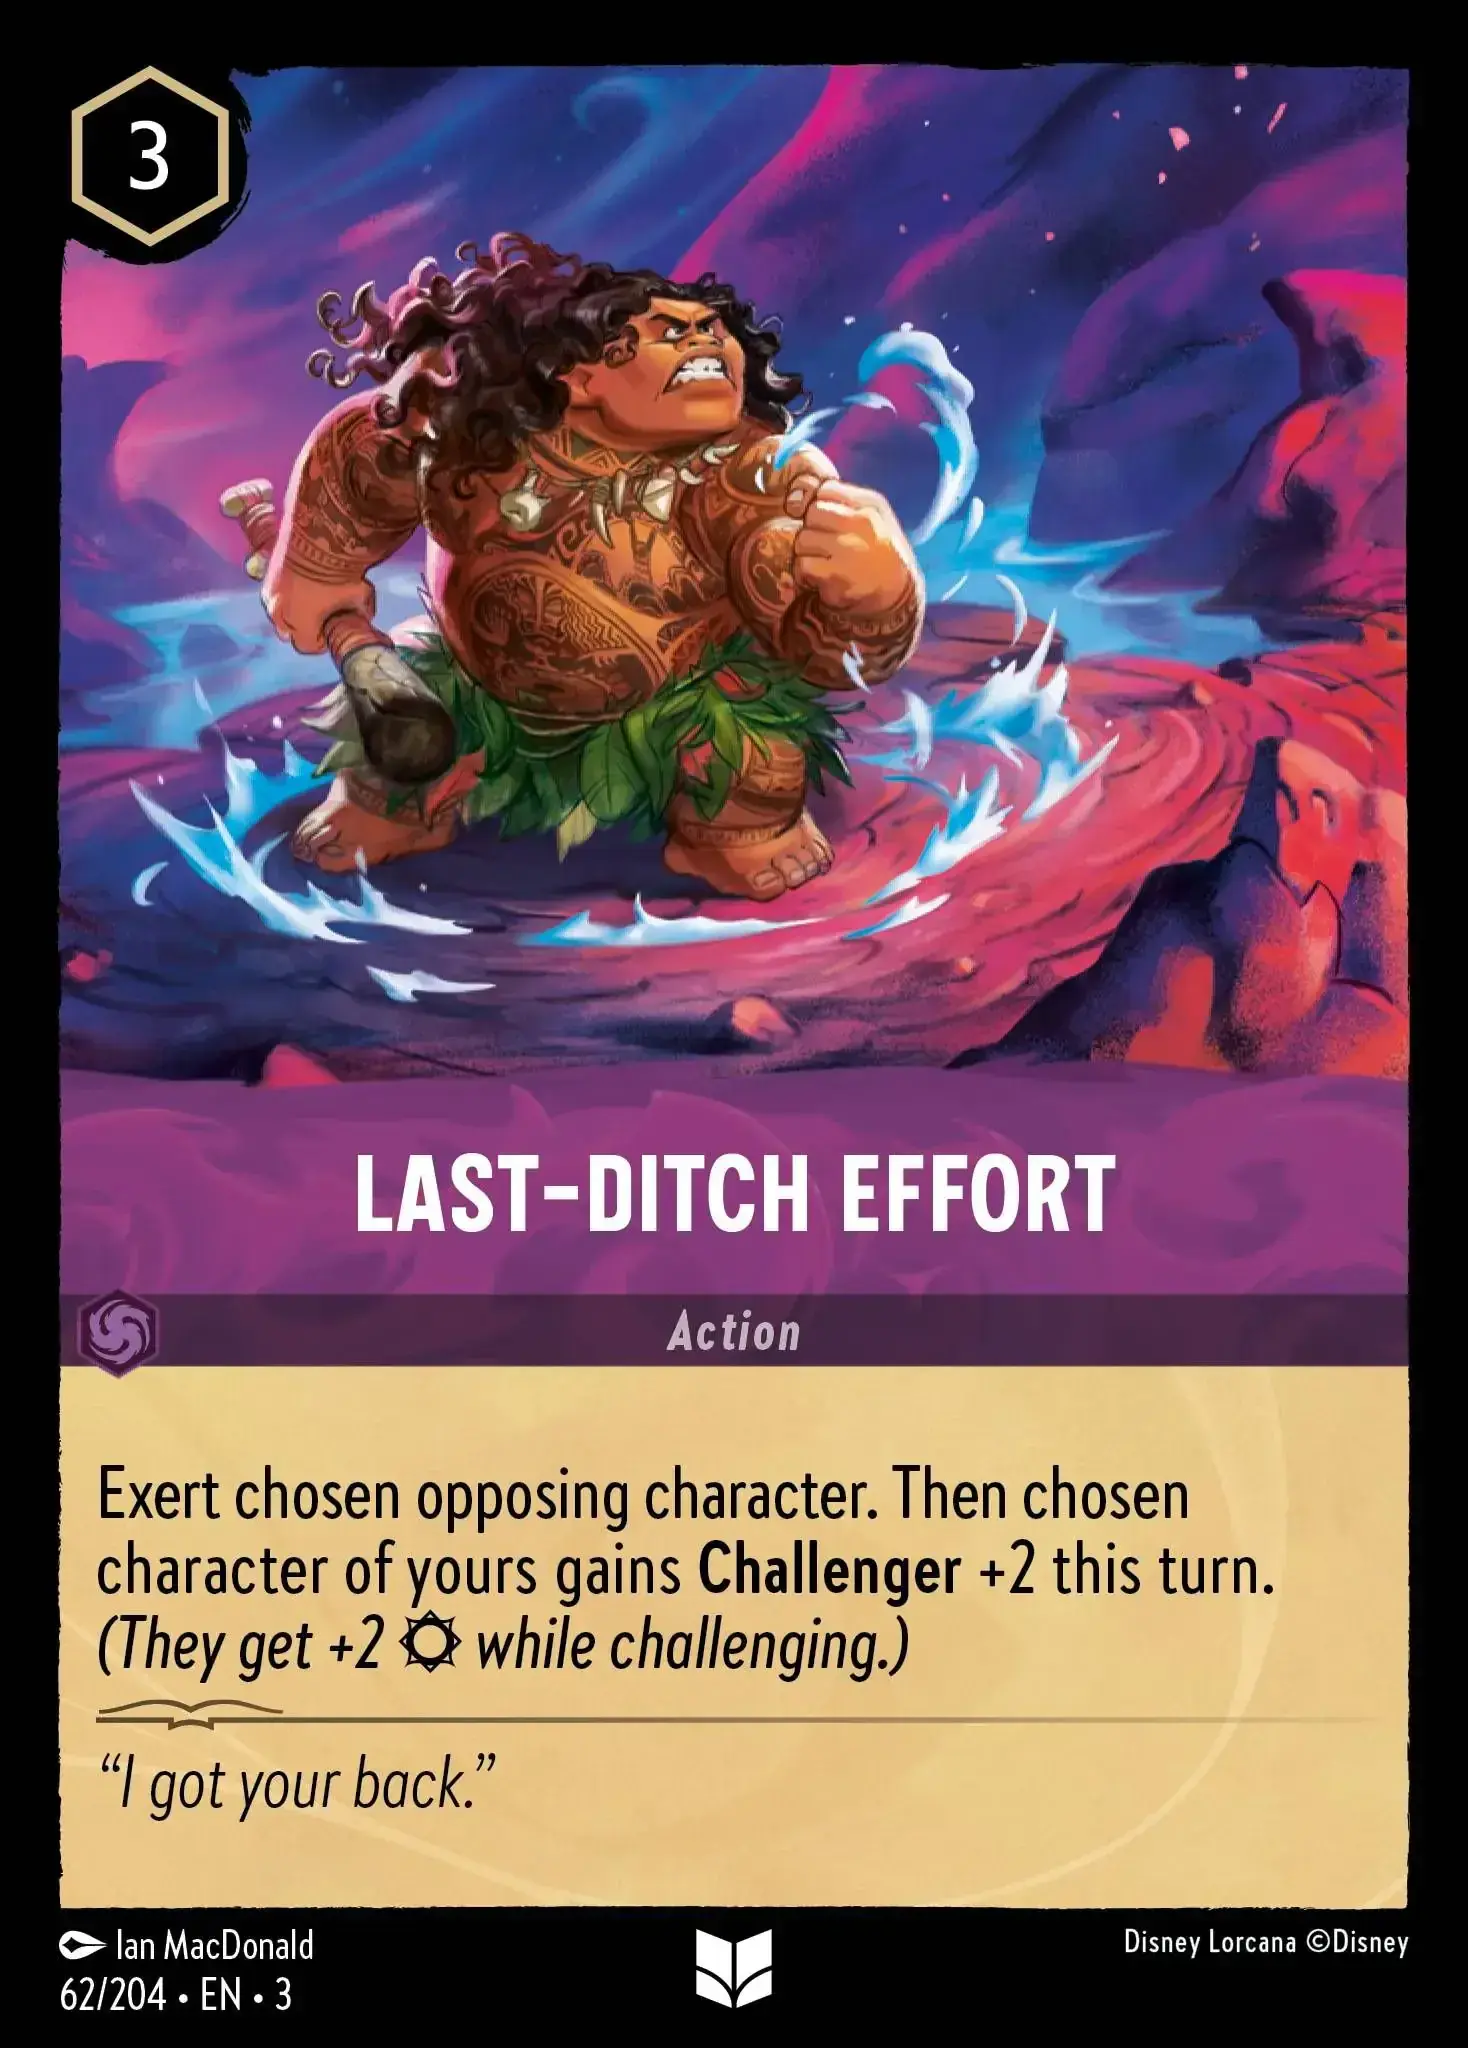 3
LAST-DITCH EFFORT
Action
Exert chosen opposing character. Then chosen
character of yours gains Challenger +2 this turn.
(They get +2 while challenging.)
“I got your back.”
Ian MacDonald
Disney Lorcana ©Disney
62/204 • EN • 3